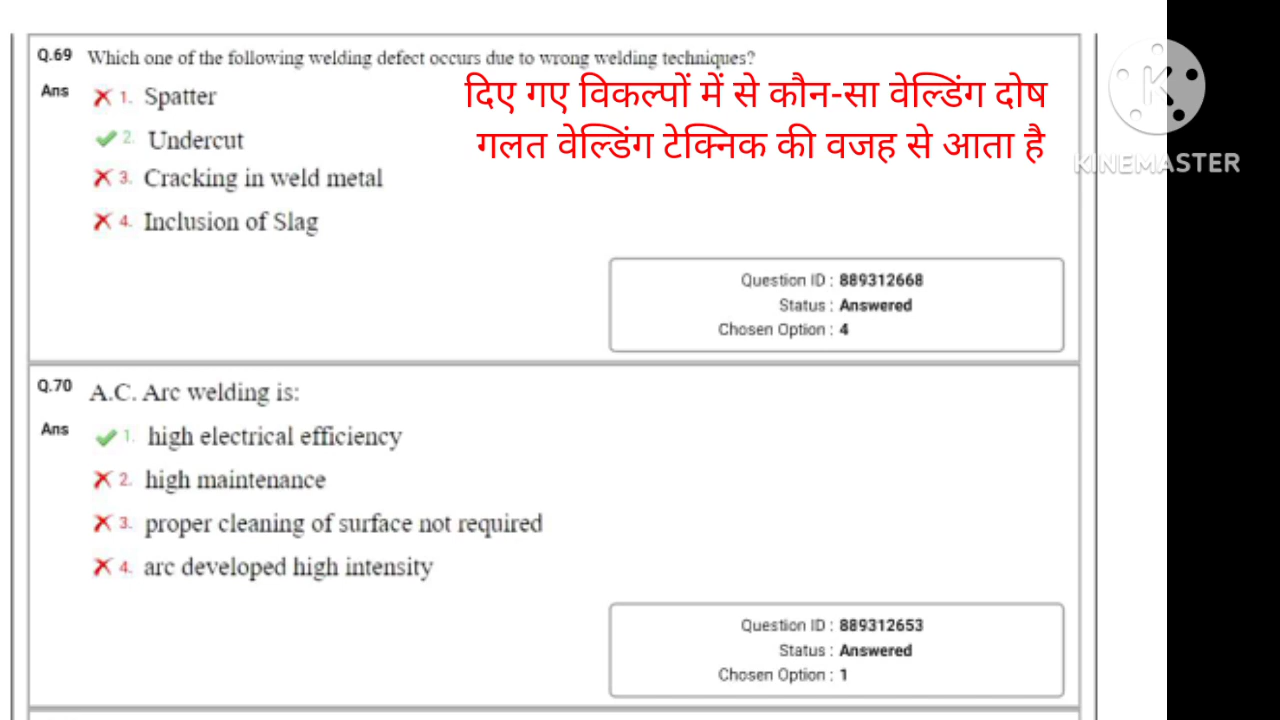 Q.69 Which one of the following welding defect occurs due to wrong welding techniques?
दिए गए विकल्पों में से कौन-सा वेल्डिंग दोष
गलत वेल्डिंग टेक्निक की वजह से आता है
Ans 1. Spatter
2. Undercut
3. Cracking in weld metal
4. Inclusion of Slag
Question ID : 889312668
Status : Answered
Chosen Option : 4
Q.70 A.C. Arc welding is:
Ans 1. high electrical efficiency
2. high maintenance
3. proper cleaning of surface not required
4. arc developed high intensity
Question ID : 889312653
Status : Answered
Chosen Option : 1
K
KINEMASTER